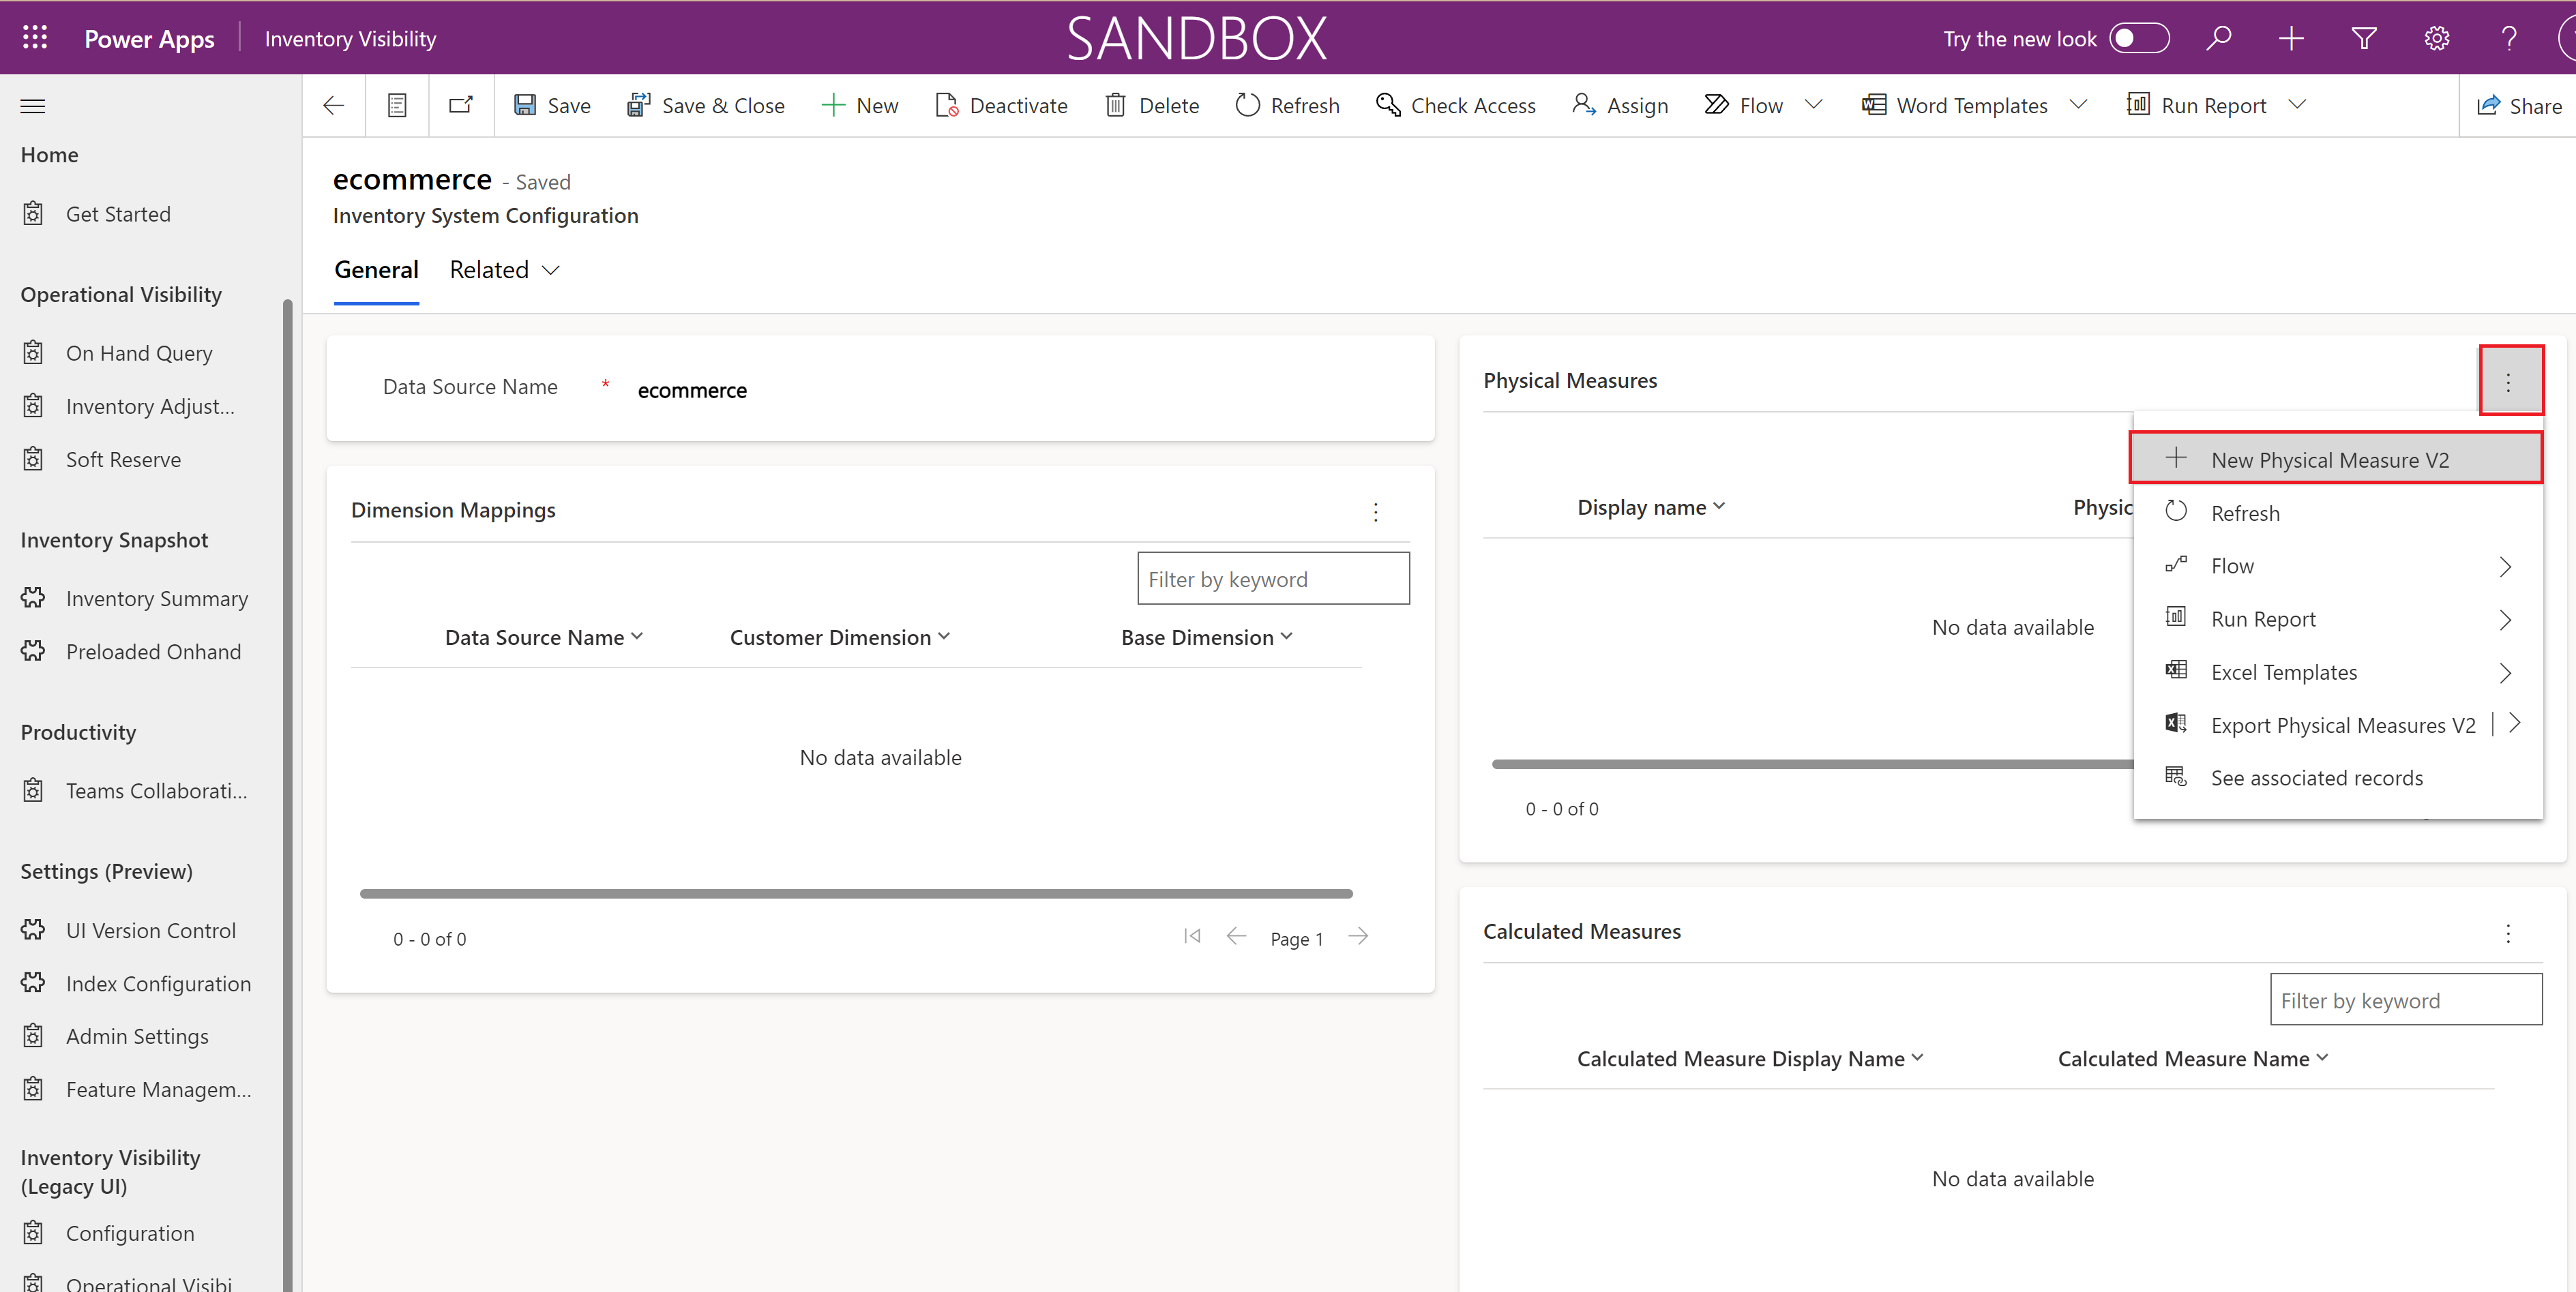 Power Apps
Inventory Visibility
SANDBOX
Try the new look
Save
Save & Close
New
Deactivate
Delete
Refresh
Check Access
Assign
Flow
Word Templates
Run Report
Share
Home
Get Started
Operational Visibility
On Hand Query
Inventory Adjust...
Soft Reserve
Inventory Snapshot
Inventory Summary
Preloaded Onhand
Productivity
Teams Collaborati...
Settings (Preview)
UI Version Control
Index Configuration
Admin Settings
Feature Managem...
Inventory Visibility
(Legacy UI)
Configuration
Operational Visibi
ecommerce - Saved
Inventory System Configuration
General
Related
Data Source Name * ecommerce
Dimension Mappings
Filter by keyword
Data Source Name
Customer Dimension
Base Dimension
No data available
0 - 0 of 0
Page 1
Physical Measures
Display name
Physic
No data available
0 - 0 of 0
New Physical Measure V2
Refresh
Flow
Run Report
Excel Templates
Export Physical Measures V2
See associated records
Calculated Measures
Filter by keyword
Calculated Measure Display Name
Calculated Measure Name
No data available